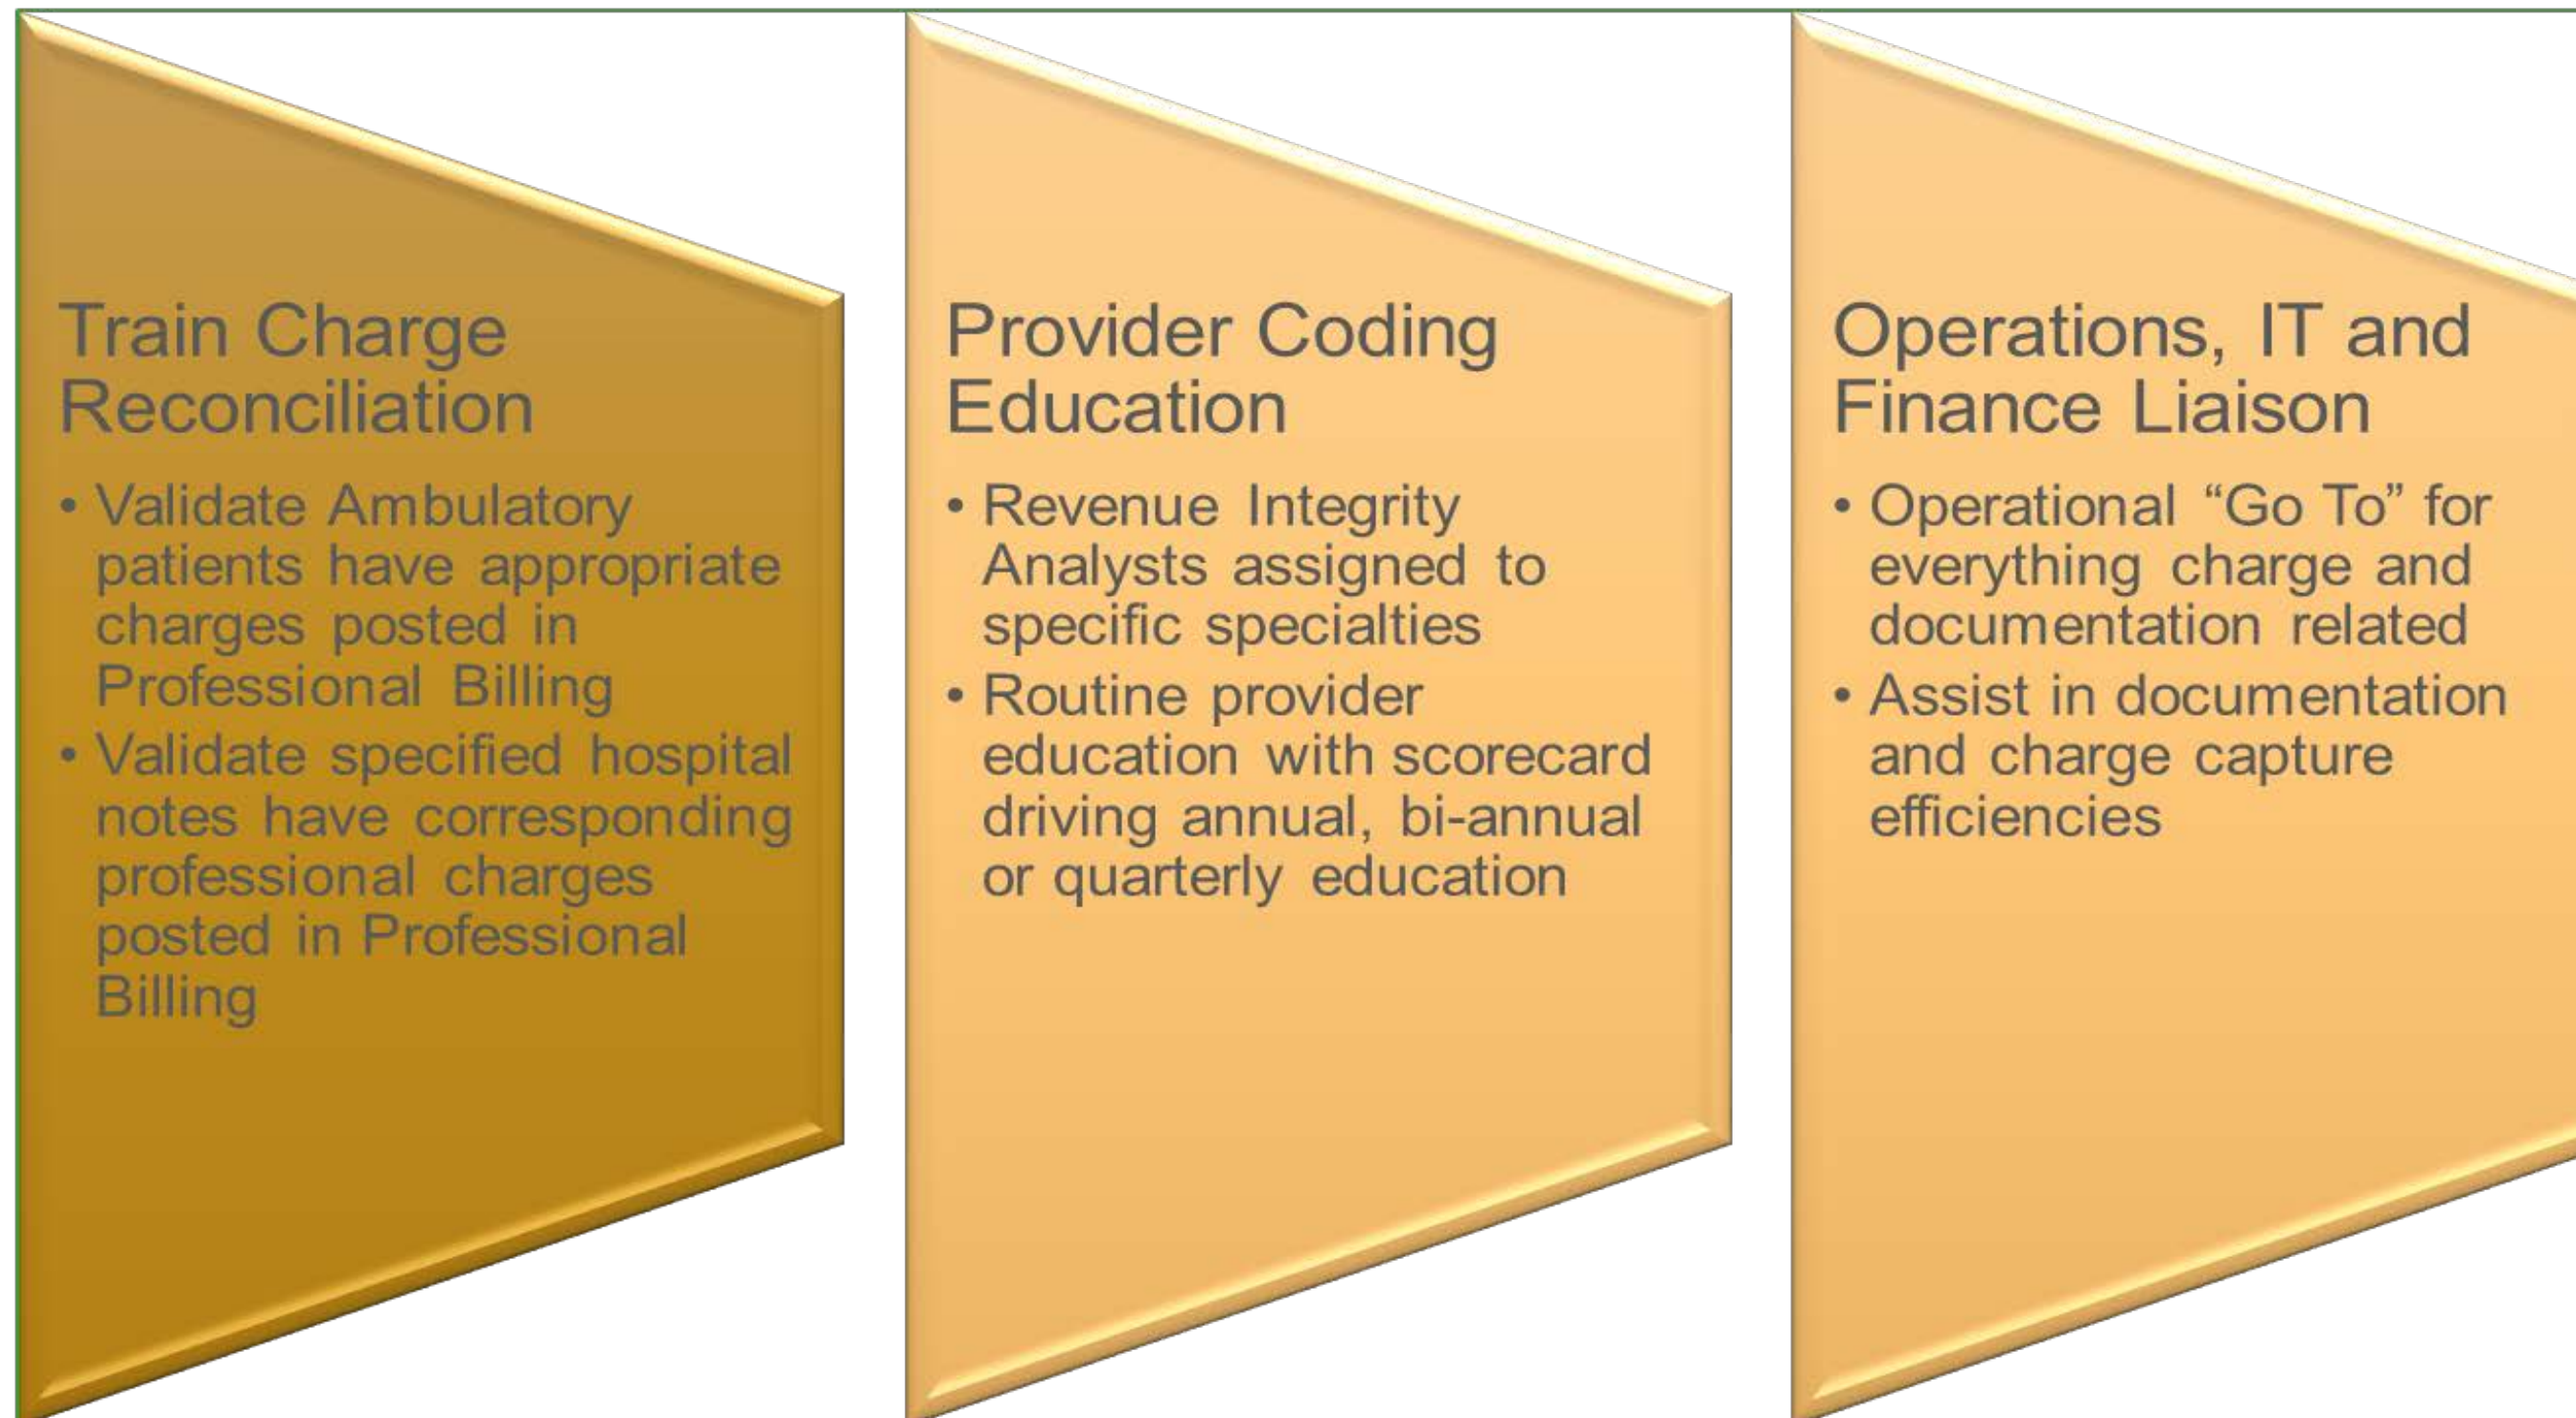 Train Charge
Reconciliation
• Validate Ambulatory
patients have appropriate
charges posted in
Professional Billing
• Validate specified hospital
notes have corresponding
professional charges
posted in Professional
Billing
Provider Coding
Education
• Revenue Integrity
Analysts assigned to
specific specialties
• Routine provider
education with scorecard
driving annual, bi-annual
or quarterly education
Operations, IT and
Finance Liaison
• Operational “Go To” for
everything charge and
documentation related
• Assist in documentation
and charge capture
efficiencies